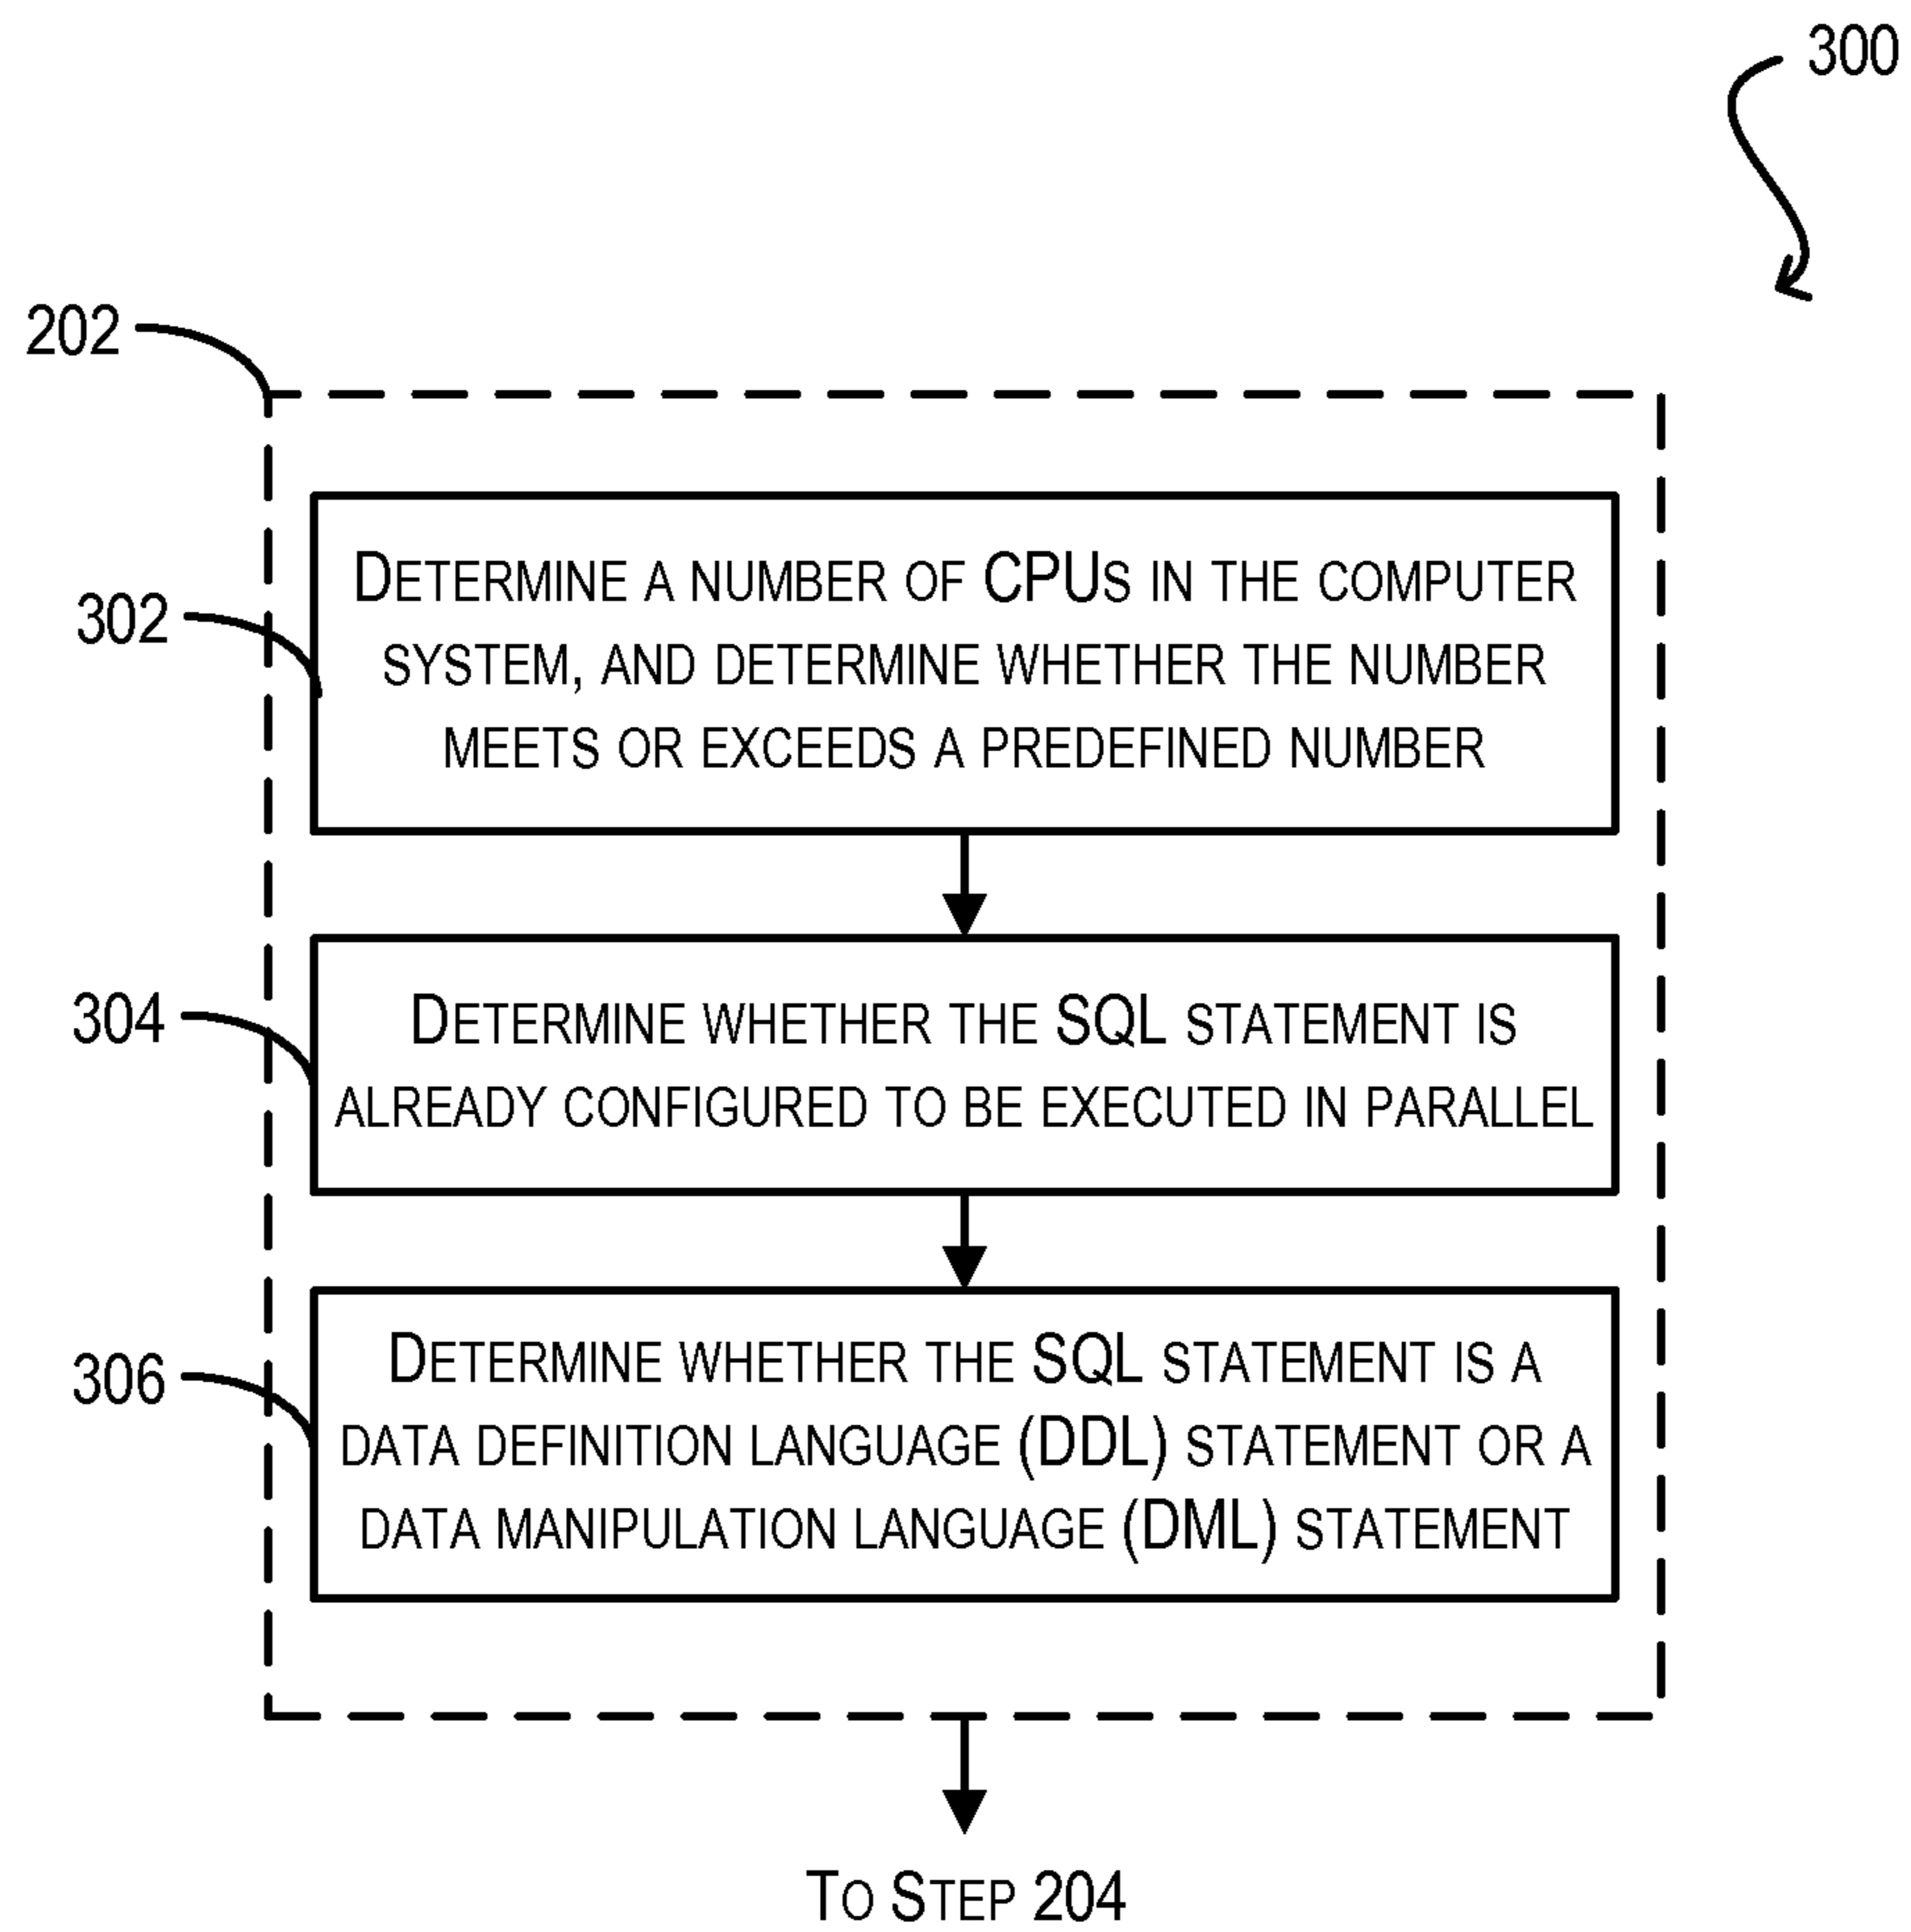 300
202
302
DETERMINE A NUMBER OF CPUS IN THE COMPUTER
SYSTEM, AND DETERMINE WHETHER THE NUMBER
MEETS OR EXCEEDS A PREDEFINED NUMBER
304
DETERMINE WHETHER THE SQL STATEMENT IS
ALREADY CONFIGURED TO BE EXECUTED IN PARALLEL
306
DETERMINE WHETHER THE SQL STATEMENT IS A
DATA DEFINITION LANGUAGE (DDL) STATEMENT OR A
DATA MANIPULATION LANGUAGE (DML) STATEMENT
TO STEP 204